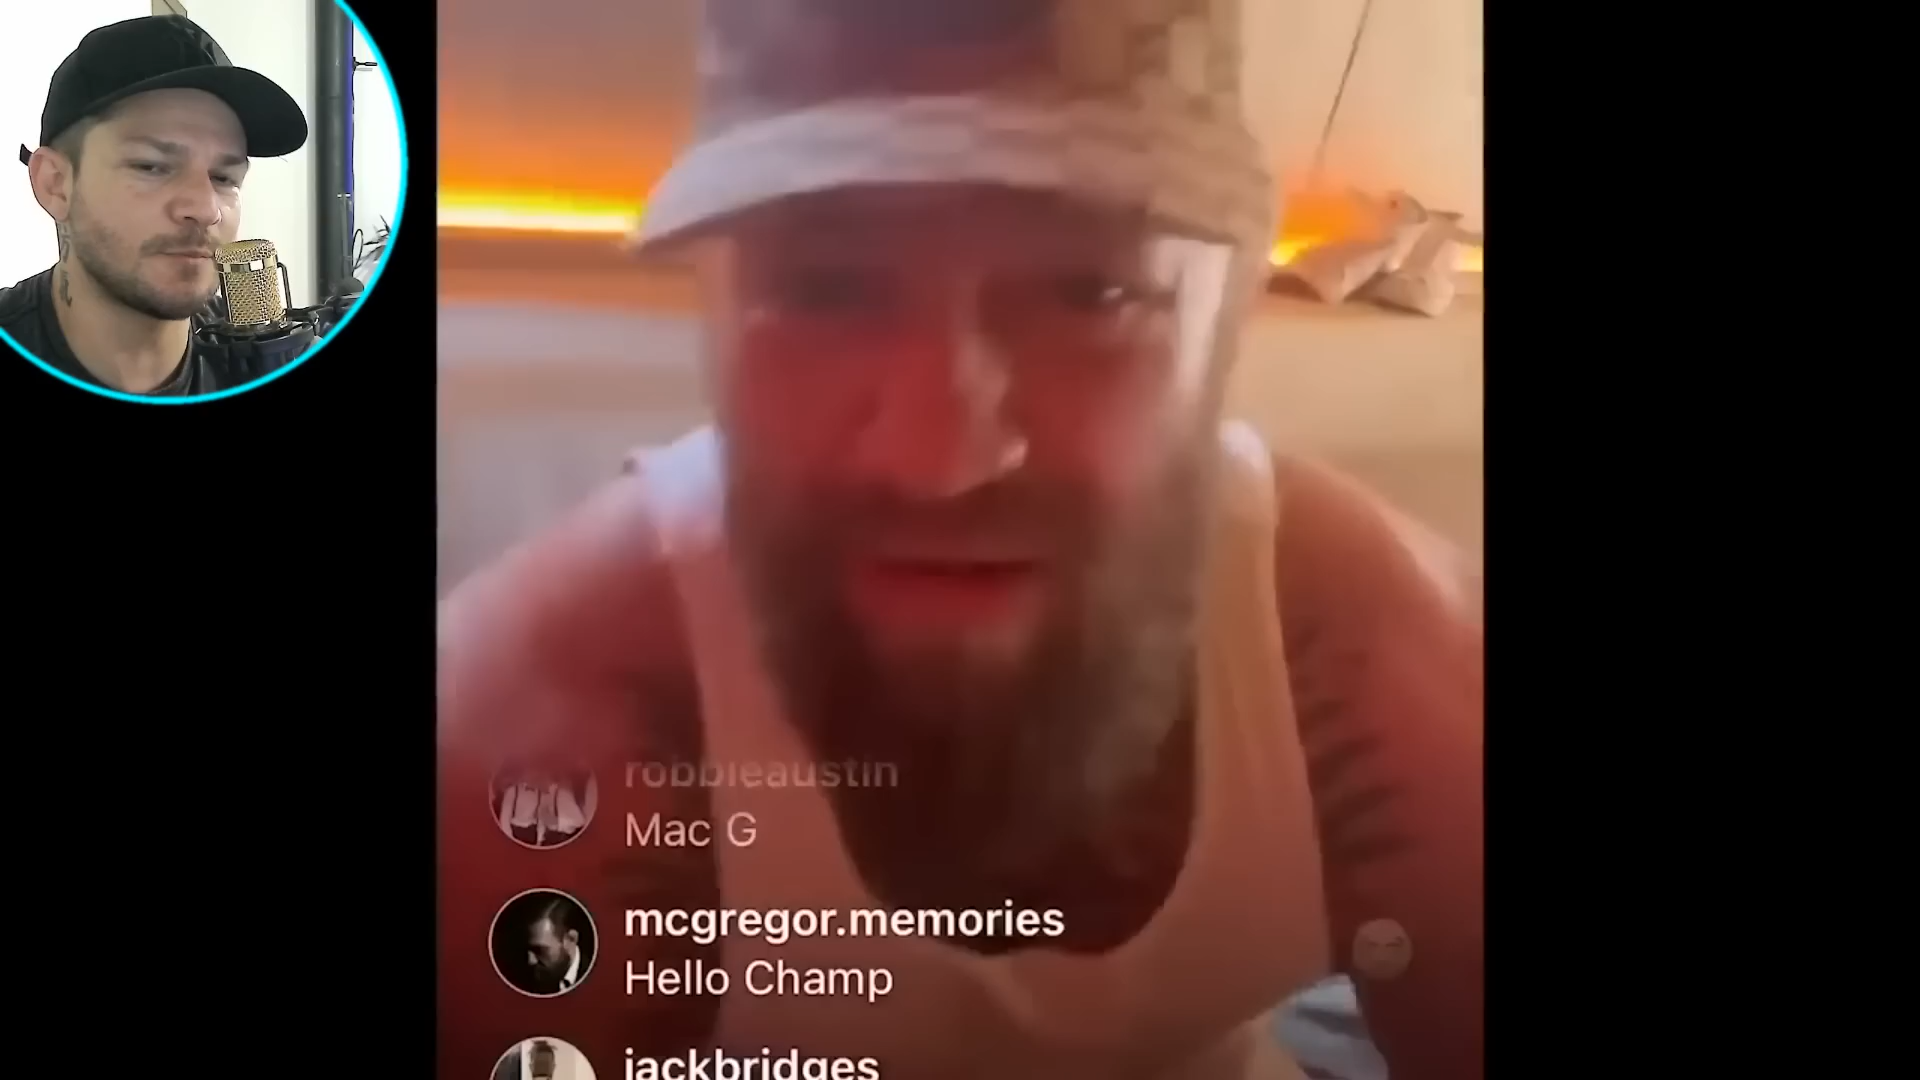 robbieaustin
Mac G
mcgregor.memories
Hello Champ
jackbridges